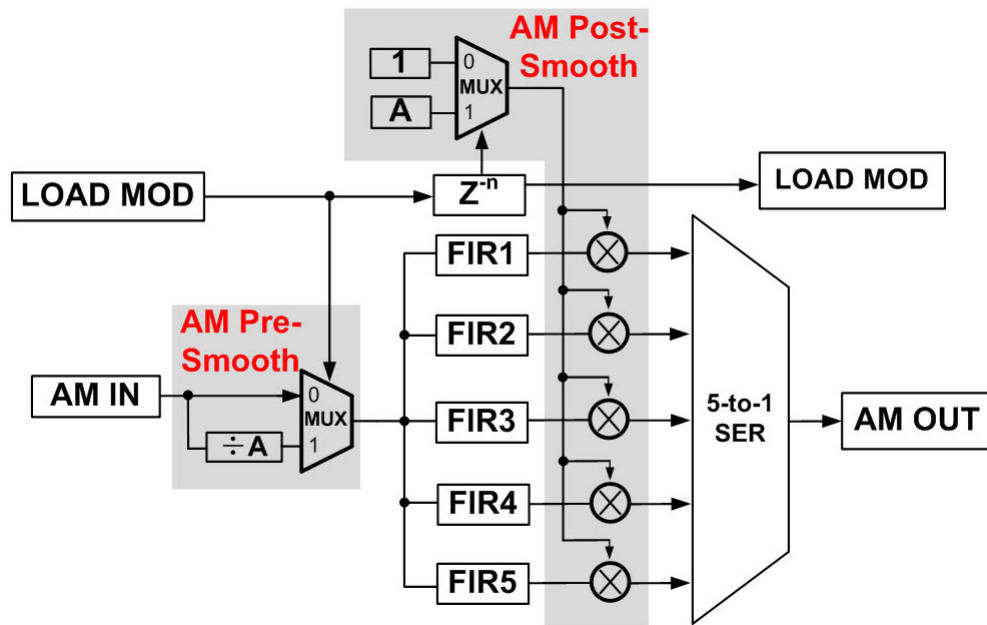 AM Post-
Smooth
1
0
MUX
A
1
LOAD MOD
Z⁻ⁿ
LOAD MOD
FIR1
AM Pre-
Smooth
FIR2
AM IN
0
MUX
÷ A
1
FIR3
5-to-1
SER
AM OUT
FIR4
FIR5